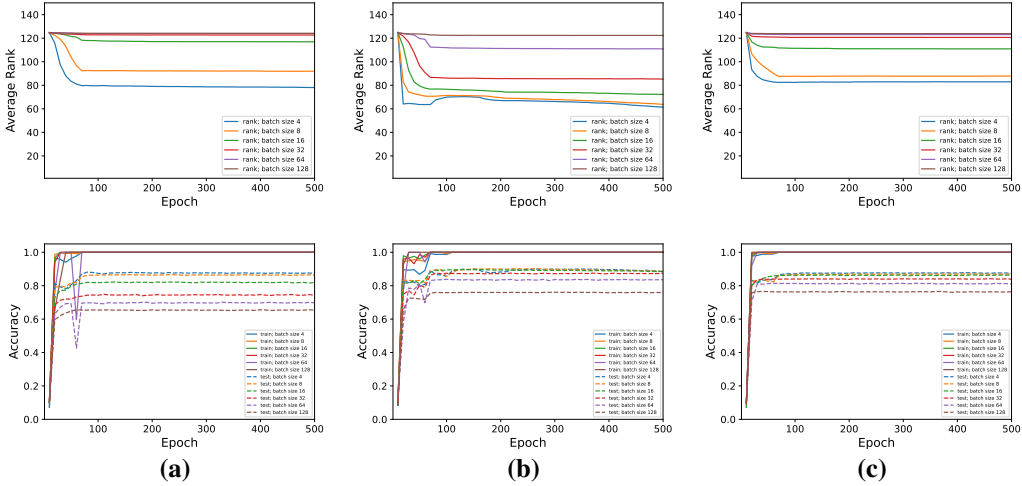 140
120
100
80
60
40
20
Average Rank
rank; batch size 4
rank; batch size 8
rank; batch size 16
rank; batch size 32
rank; batch size 64
rank; batch size 128
100 200 300 400 500
Epoch
140
120
100
80
60
40
20
Average Rank
rank; batch size 4
rank; batch size 8
rank; batch size 16
rank; batch size 32
rank; batch size 64
rank; batch size 128
100 200 300 400 500
Epoch
140
120
100
80
60
40
20
Average Rank
rank; batch size 4
rank; batch size 8
rank; batch size 16
rank; batch size 32
rank; batch size 64
rank; batch size 128
100 200 300 400 500
Epoch
1.0
0.8
0.6
0.4
0.2
0.0
Accuracy
train; batch size 4
train; batch size 8
train; batch size 16
train; batch size 32
train; batch size 64
train; batch size 128
test; batch size 4
test; batch size 8
test; batch size 16
test; batch size 32
test; batch size 64
test; batch size 128
100 200 300 400 500
Epoch
(a)
1.0
0.8
0.6
0.4
0.2
0.0
Accuracy
train; batch size 4
train; batch size 8
train; batch size 16
train; batch size 32
train; batch size 64
train; batch size 128
test; batch size 4
test; batch size 8
test; batch size 16
test; batch size 32
test; batch size 64
test; batch size 128
100 200 300 400 500
Epoch
(b)
1.0
0.8
0.6
0.4
0.2
0.0
Accuracy
train; batch size 4
train; batch size 8
train; batch size 16
train; batch size 32
train; batch size 64
train; batch size 128
test; batch size 4
test; batch size 8
test; batch size 16
test; batch size 32
test; batch size 64
test; batch size 128
100 200 300 400 500
Epoch
(c)